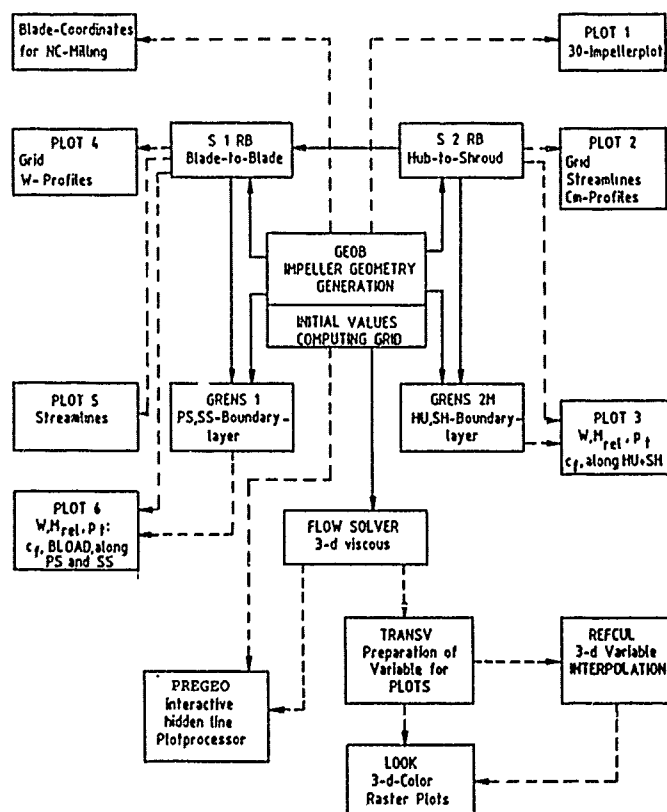 Blade-Coordinates
for NC-Milling
PLOT 1
30-Impellerplot
PLOT 4
Grid
W- Profiles
S 1 RB
Blade-to-Blade
S 2 RB
Hub-to-Shroud
PLOT 2
Grid
Streamlines
Cm-Profiles
GEOB
IMPELLER GEOMETRY
GENERATION
INITIAL VALUES
COMPUTING GRID
PLOT 5
Streamlines
GRENS 1
PS,SS-Boundary-
layer
GRENS 2H
HU,SH-Boundary-
layer
PLOT 3
W,Mrel,Pt
cf,along HU+SH
PLOT 6
W,Mrel,Pt:
cf, BLOAD,along
PS and SS
FLOW SOLVER
3-d viscous
TRANSV
Preparation of
Variable for
PLOTS
REFCUL
3-d Variable
INTERPOLATION
PREGEO
interactive
hidden line
Plotprocessor
LOOK
3-d-Color
Raster Plots